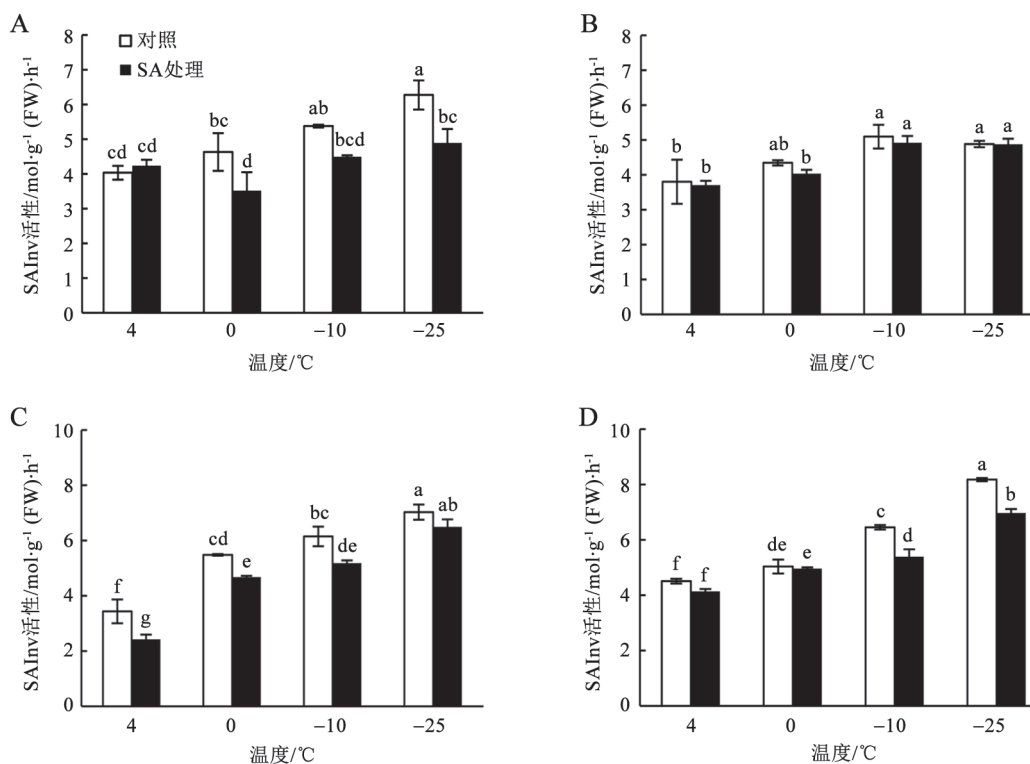 A
8
7
6
5
4
3
2
1
0
SAInv活性/mol·g⁻¹ (FW)·h⁻¹
对照
SA处理
cd cd bc d ab bcd a bc
4 0 −10 −25
温度/℃
B
8
7
6
5
4
3
2
1
0
SAInv活性/mol·g⁻¹ (FW)·h⁻¹
b b ab b a a a a
4 0 −10 −25
温度/℃
C
10
8
6
4
2
0
SAInv活性/mol·g⁻¹ (FW)·h⁻¹
f g cd e bc de a ab
4 0 −10 −25
温度/℃
D
10
8
6
4
2
0
SAInv活性/mol·g⁻¹ (FW)·h⁻¹
f f de e c d a b
4 0 −10 −25
温度/℃